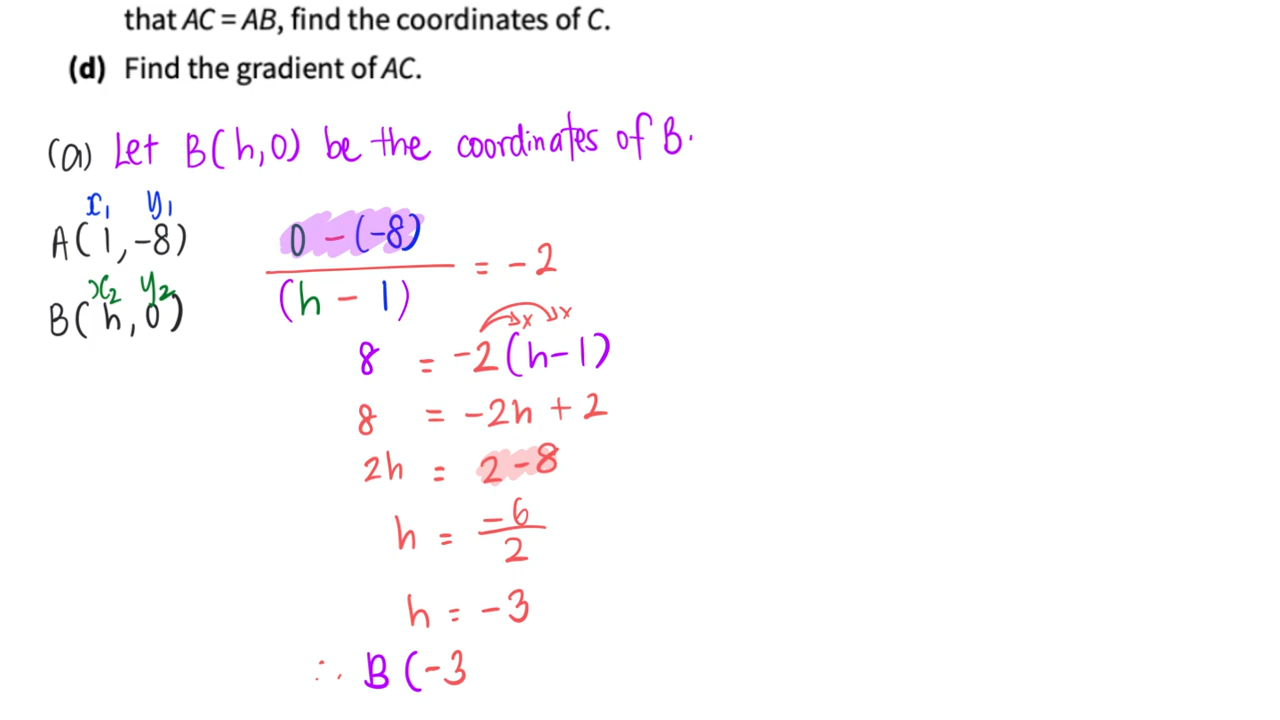 that AC = AB, find the coordinates of C.
(d) Find the gradient of AC.
(a) Let B(h,0) be the coordinates of B.
x₁ y₁
A(1,-8)
x₂ y₂
B(h,0)
0 - (-8)
(h - 1)
= -2
8 = -2(h-1)
8 = -2h + 2
2h = 2-8
h = -6/2
h = -3
∴ B (-3